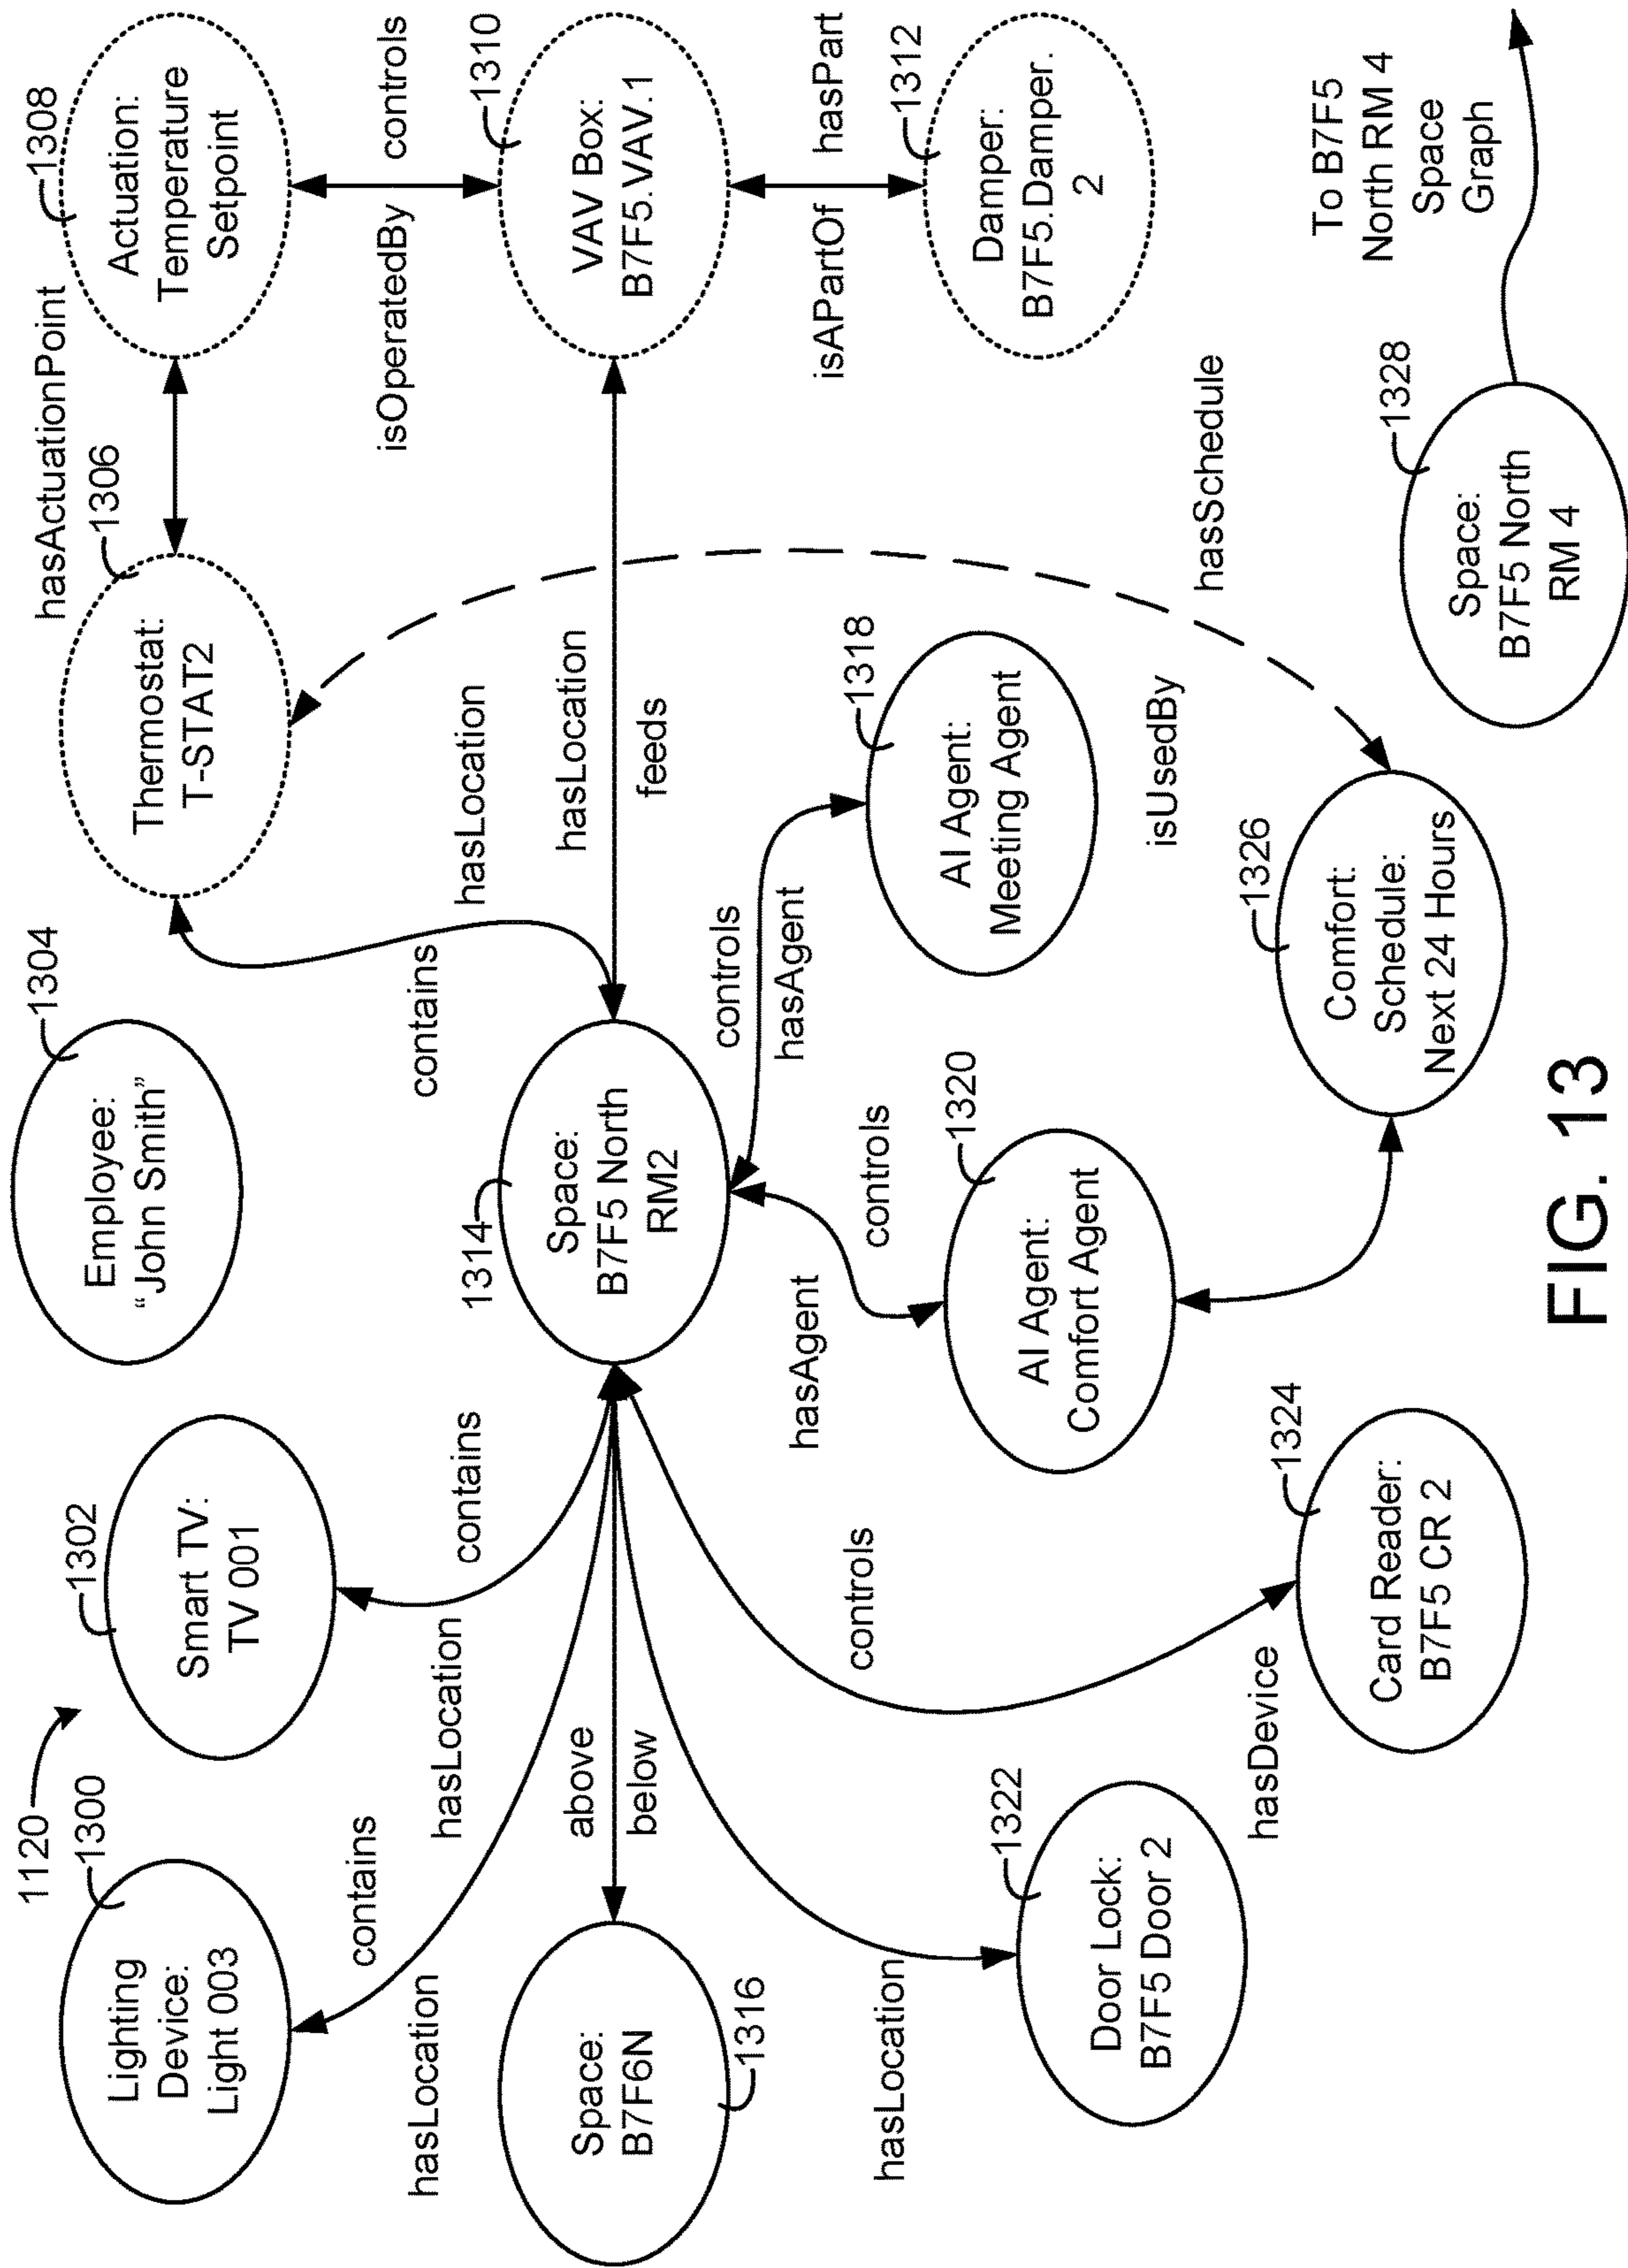 1120
1300
Lighting
Device:
Light 003
1302
Smart TV:
TV 001
Employee:
“John Smith”
1304
Thermostat:
T-STAT2
1306
hasActuationPoint
Actuation:
Temperature
Setpoint
1308
hasLocation
contains
hasLocation
contains
contains
hasLocation
isOperatedBy
controls
Space:
B7F6N
1316
above
below
1314
Space:
B7F5 North
RM2
hasLocation
feeds
VAV Box:
B7F5.VAV.1
1310
hasLocation
controls
hasAgent
controls
controls
hasAgent
isAPartOf
hasPart
Door Lock:
B7F5 Door 2
1322
AI Agent:
Comfort Agent
1320
AI Agent:
Meeting Agent
1318
Damper:
B7F5.Damper.
2
1312
hasDevice
Card Reader:
B7F5 CR 2
1324
Comfort:
Schedule:
Next 24 Hours
1326
isUsedBy
hasSchedule
Space:
B7F5 North
RM 4
1328
To B7F5
North RM 4
Space
Graph
FIG. 13